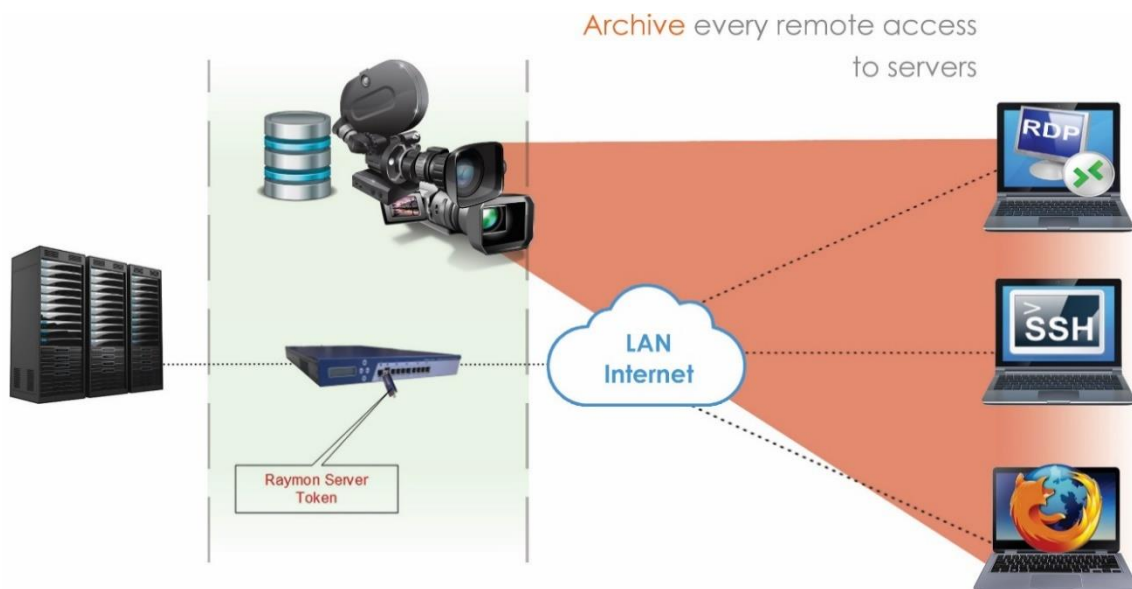 Archive every remote access
to servers
RDP
>
SSH
LAN
Internet
Raymon Server
Token